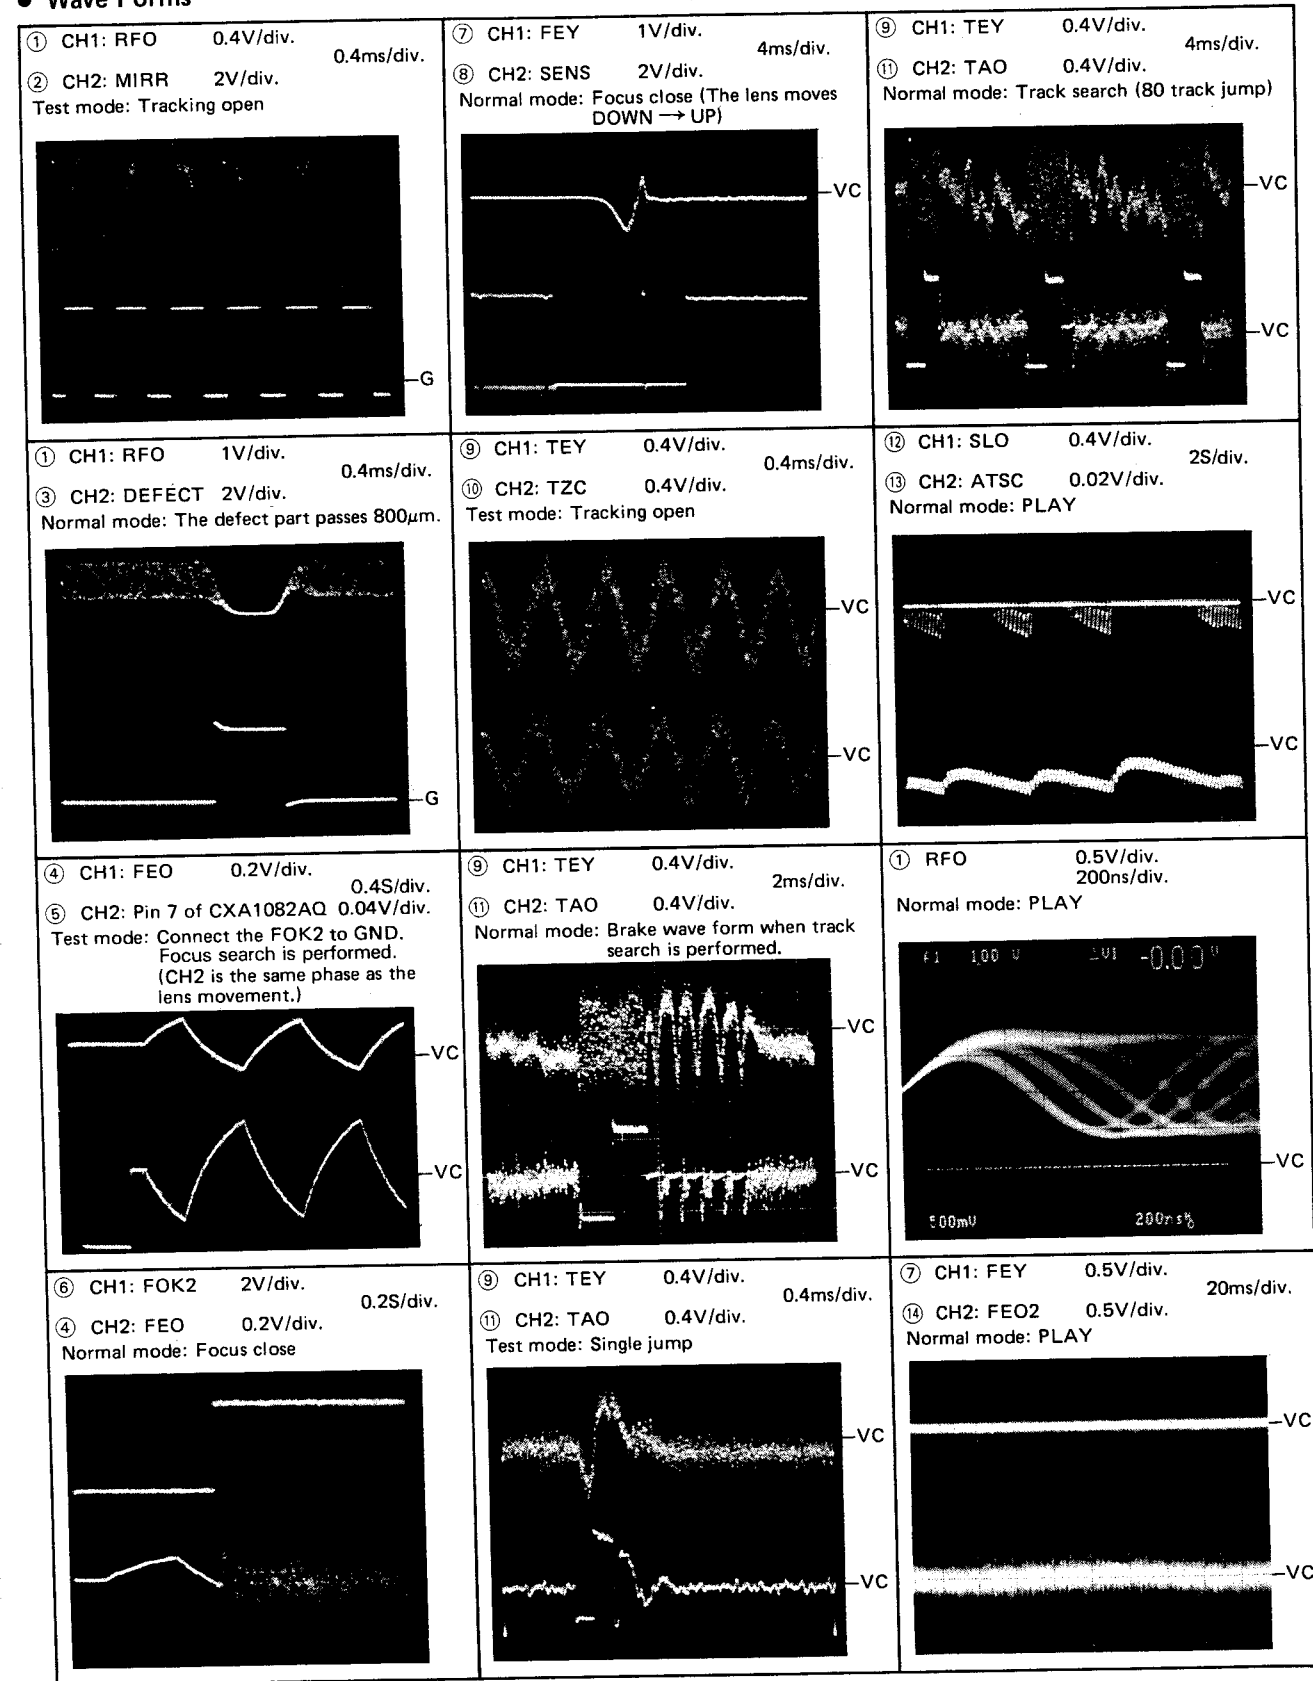 ● Wave Forms
① CH1: RFO 0.4V/div.
0.4ms/div.
② CH2: MIRR 2V/div.
Test mode: Tracking open
G
⑦ CH1: FEY 1V/div.
4ms/div.
⑧ CH2: SENS 2V/div.
Normal mode: Focus close (The lens moves
DOWN → UP)
VC
⑨ CH1: TEY 0.4V/div.
4ms/div.
⑪ CH2: TAO 0.4V/div.
Normal mode: Track search (80 track jump)
VC
VC
① CH1: RFO 1V/div.
0.4ms/div.
③ CH2: DEFECT 2V/div.
Normal mode: The defect part passes 800μm.
G
⑨ CH1: TEY 0.4V/div.
0.4ms/div.
⑩ CH2: TZC 0.4V/div.
Test mode: Tracking open
VC
VC
⑫ CH1: SLO 0.4V/div.
2S/div.
⑬ CH2: ATSC 0.02V/div.
Normal mode: PLAY
VC
VC
④ CH1: FEO 0.2V/div.
0.4S/div.
⑤ CH2: Pin 7 of CXA1082AQ 0.04V/div.
Test mode: Connect the FOK2 to GND.
Focus search is performed.
(CH2 is the same phase as the
lens movement.)
VC
VC
⑨ CH1: TEY 0.4V/div.
2ms/div.
⑪ CH2: TAO 0.4V/div.
Normal mode: Brake wave form when track
search is performed.
VC
VC
① RFO 0.5V/div.
200ns/div.
Normal mode: PLAY
VC
500mV 200ns
⑥ CH1: FOK2 2V/div.
0.2S/div.
④ CH2: FEO 0.2V/div.
Normal mode: Focus close
⑨ CH1: TEY 0.4V/div.
0.4ms/div.
⑪ CH2: TAO 0.4V/div.
Test mode: Single jump
VC
VC
⑦ CH1: FEY 0.5V/div.
20ms/div.
⑭ CH2: FEO2 0.5V/div.
Normal mode: PLAY
VC
VC